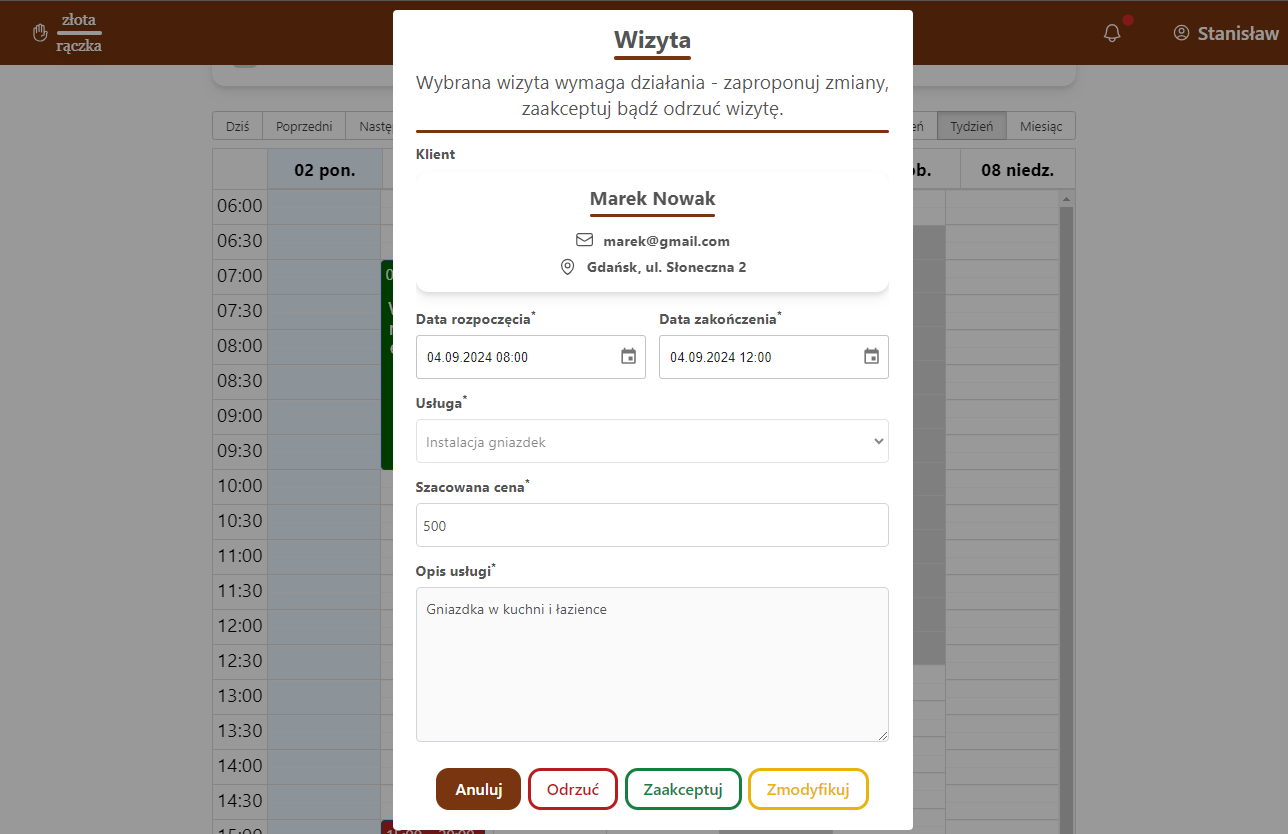 złota
rączka
Stanisław
Wizyta
Wybrana wizyta wymaga działania - zaproponuj zmiany,
zaakceptuj bądź odrzuć wizytę.
Dziś Poprzedni Tydzień Miesiąc
02 pon. 08 niedz.
Klient
Marek Nowak
marek@gmail.com
Gdańsk, ul. Słoneczna 2
Data rozpoczęcia* Data zakończenia*
04.09.2024 08:00 04.09.2024 12:00
Usługa*
Instalacja gniazdek
Szacowana cena*
500
Opis usługi*
Gniazdka w kuchni i łazience
Anuluj Odrzuć Zaakceptuj Zmodyfikuj
06:00
06:30
07:00
07:30
08:00
08:30
09:00
09:30
10:00
10:30
11:00
11:30
12:00
12:30
13:00
13:30
14:00
14:30
15:00